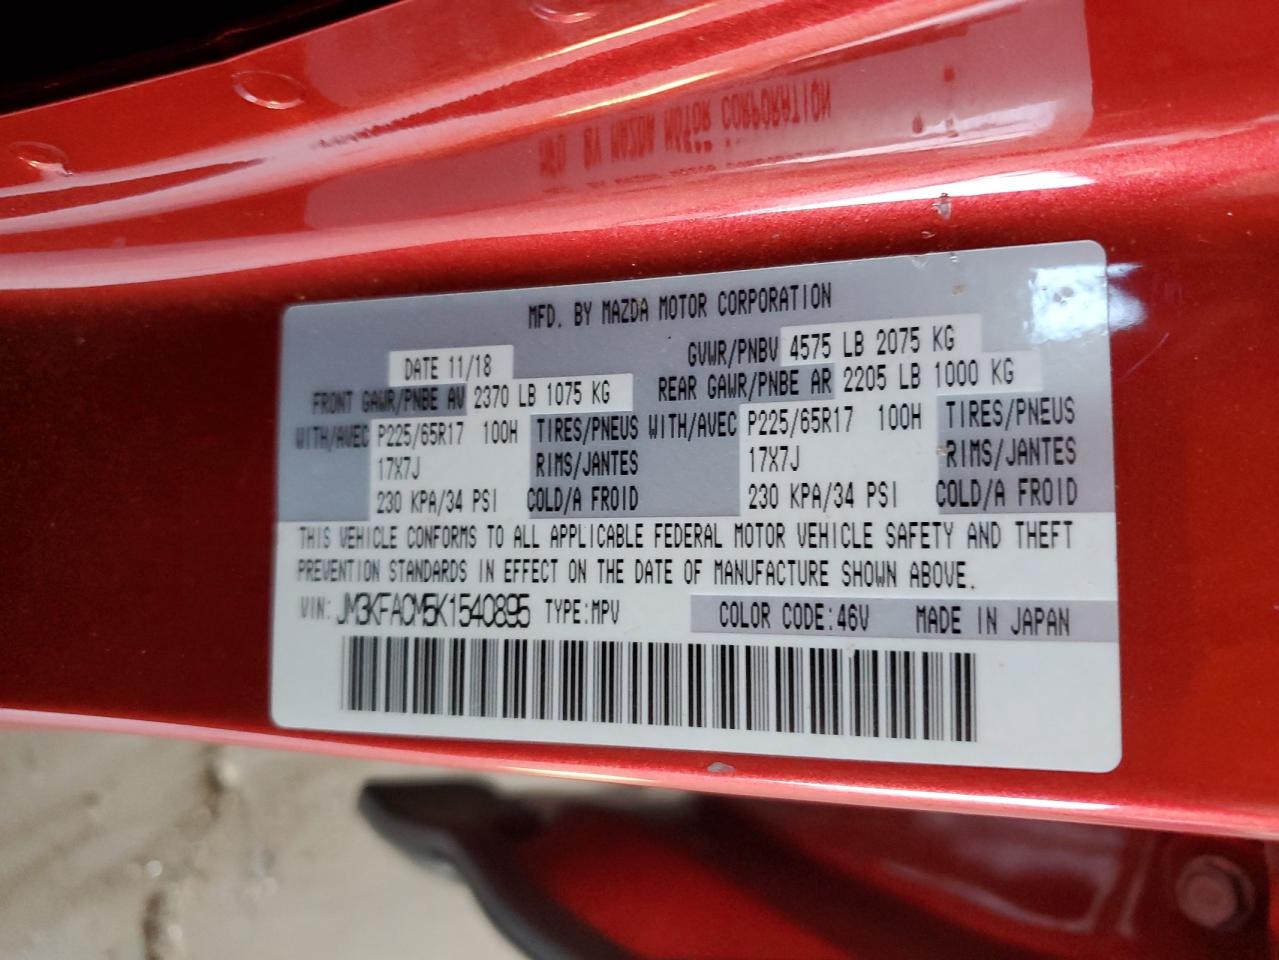 MFD. BY MAZDA MOTOR CORPORATION
DATE 11/18 GVWR/PNBV 4575 LB 2075 KG
FRONT GAWR/PNBE AV 2370 LB 1075 KG REAR GAWR/PNBE AR 2205 LB 1000 KG
WITH/AVEC P225/65R17 100H TIRES/PNEUS WITH/AVEC P225/65R17 100H TIRES/PNEUS
17X7J RIMS/JANTES 17X7J RIMS/JANTES
230 KPA/34 PSI COLD/A FROID 230 KPA/34 PSI COLD/A FROID
THIS VEHICLE CONFORMS TO ALL APPLICABLE FEDERAL MOTOR VEHICLE SAFETY AND THEFT
PREVENTION STANDARDS IN EFFECT ON THE DATE OF MANUFACTURE SHOWN ABOVE.
VIN: JM3KFACM5K1540895 TYPE:MPV COLOR CODE:46V MADE IN JAPAN